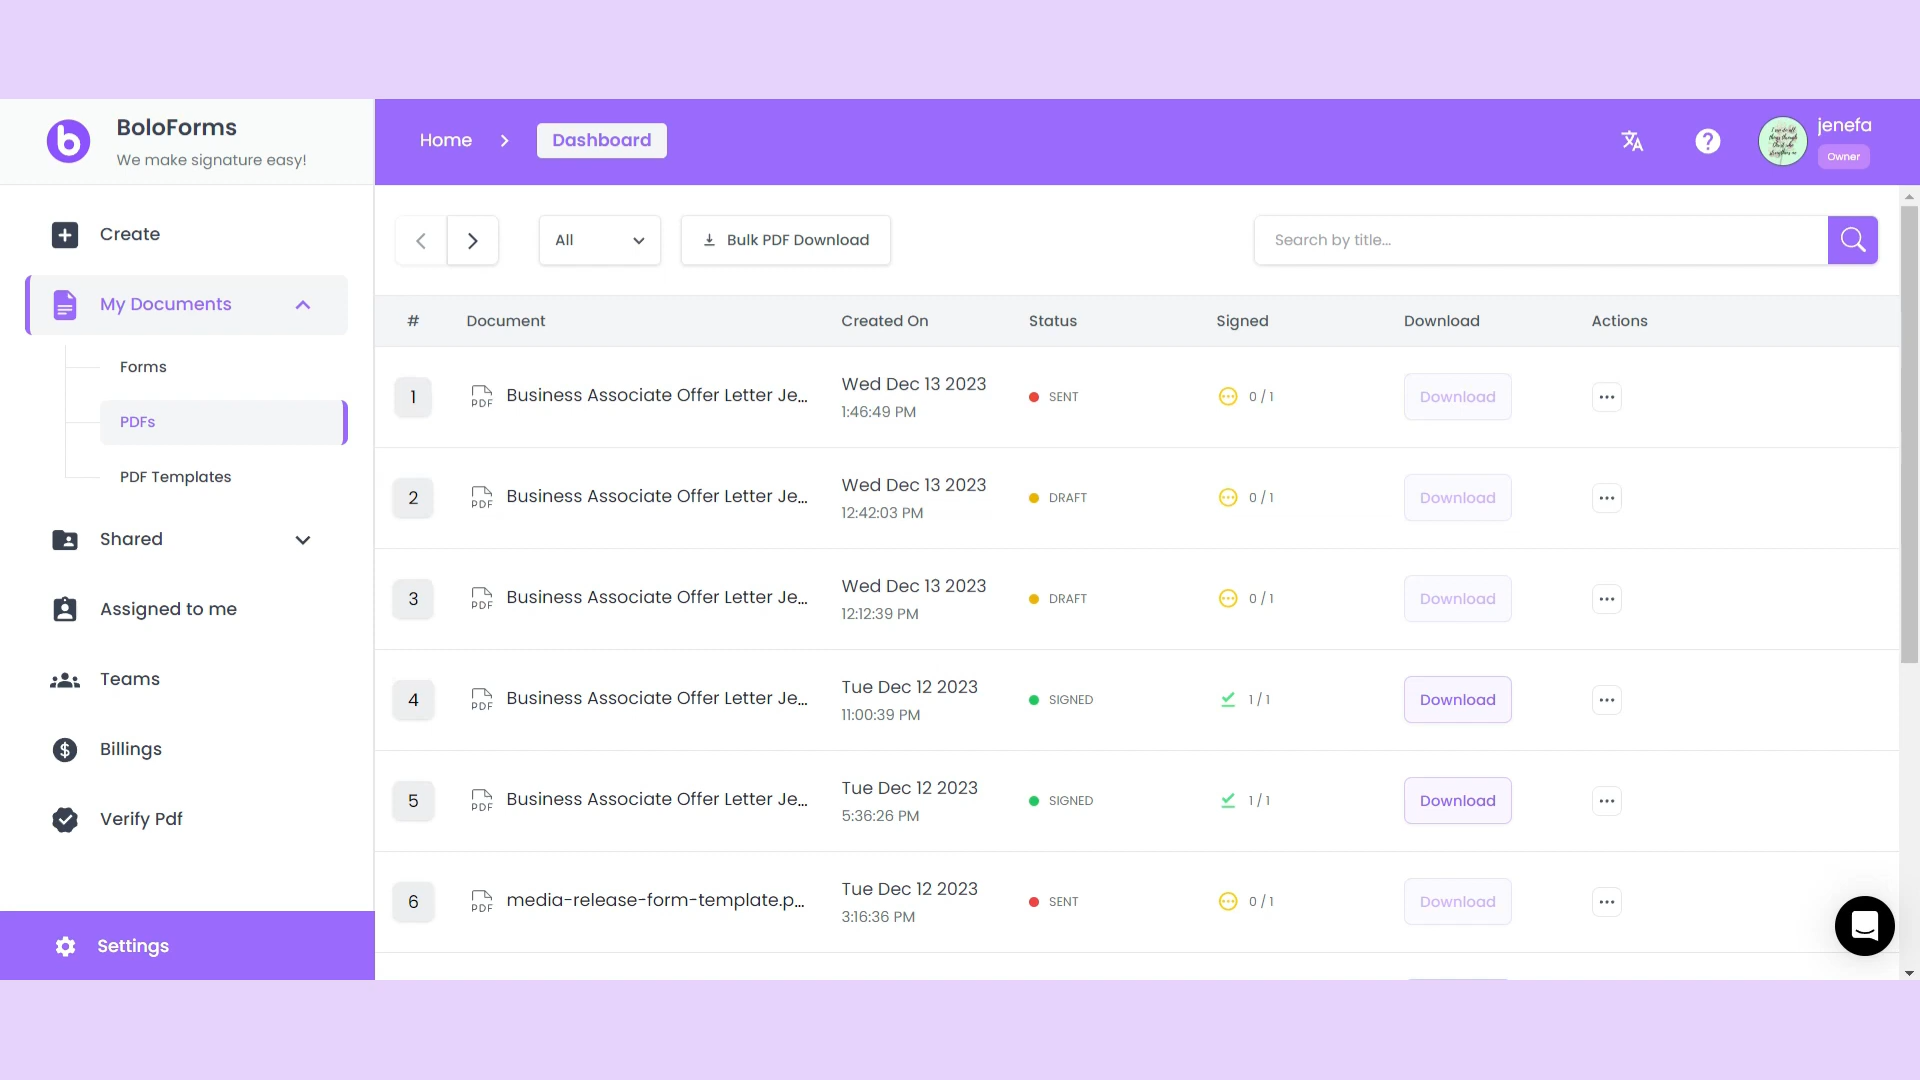 BoloForms
We make signature easy!
Home
Dashboard
jenefa
Owner
Create
My Documents
Forms
PDFs
PDF Templates
Shared
Assigned to me
Teams
Billings
Verify Pdf
Settings
All
Bulk PDF Download
Search by title...
# Document Created On Status Signed Download Actions
1 PDF Business Associate Offer Letter Je... Wed Dec 13 2023 SENT 0 / 1 Download
1:46:49 PM
2 PDF Business Associate Offer Letter Je... Wed Dec 13 2023 DRAFT 0 / 1 Download
12:42:03 PM
3 PDF Business Associate Offer Letter Je... Wed Dec 13 2023 DRAFT 0 / 1 Download
12:12:39 PM
4 PDF Business Associate Offer Letter Je... Tue Dec 12 2023 SIGNED 1 / 1 Download
11:00:39 PM
5 PDF Business Associate Offer Letter Je... Tue Dec 12 2023 SIGNED 1 / 1 Download
5:36:26 PM
6 PDF media-release-form-template.p... Tue Dec 12 2023 SENT 0 / 1 Download
3:16:36 PM